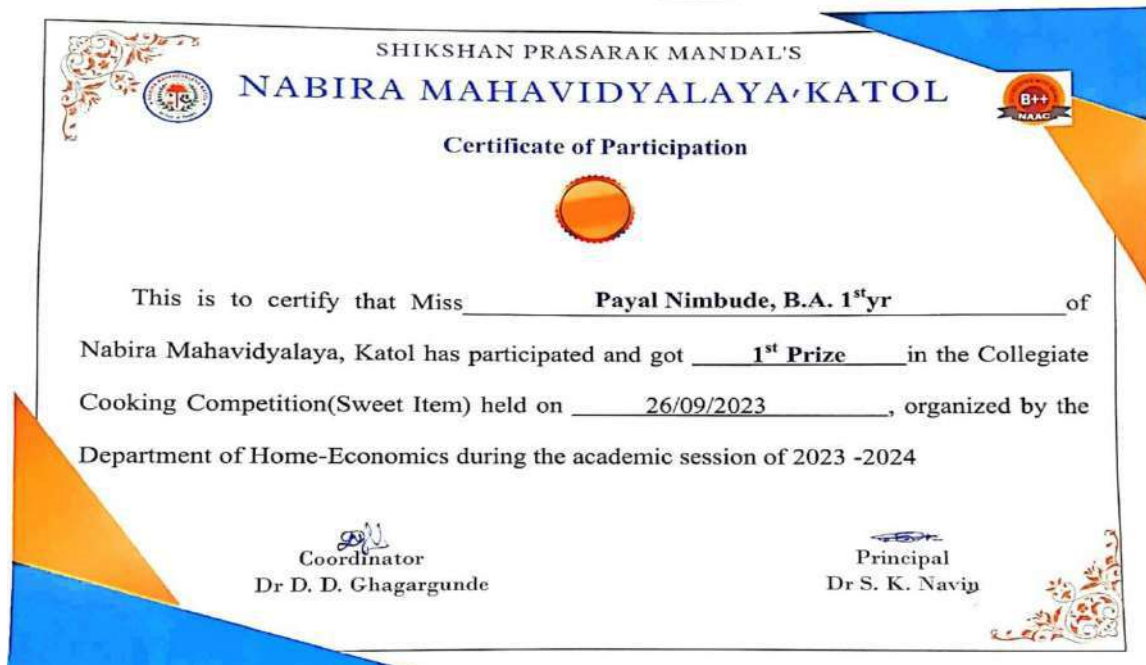 SHIKSHAN PRASARAK MANDAL'S
NABIRA MAHAVIDYALAYA, KATOL
B++
NAAC
Certificate of Participation
This is to certify that Miss Payal Nimbude, B.A. 1st yr of
Nabira Mahavidyalaya, Katol has participated and got 1st Prize in the Collegiate
Cooking Competition(Sweet Item) held on 26/09/2023, organized by the
Department of Home-Economics during the academic session of 2023 -2024
Coordinator
Principal
Dr D. D. Ghagargunde
Dr S. K. Navin